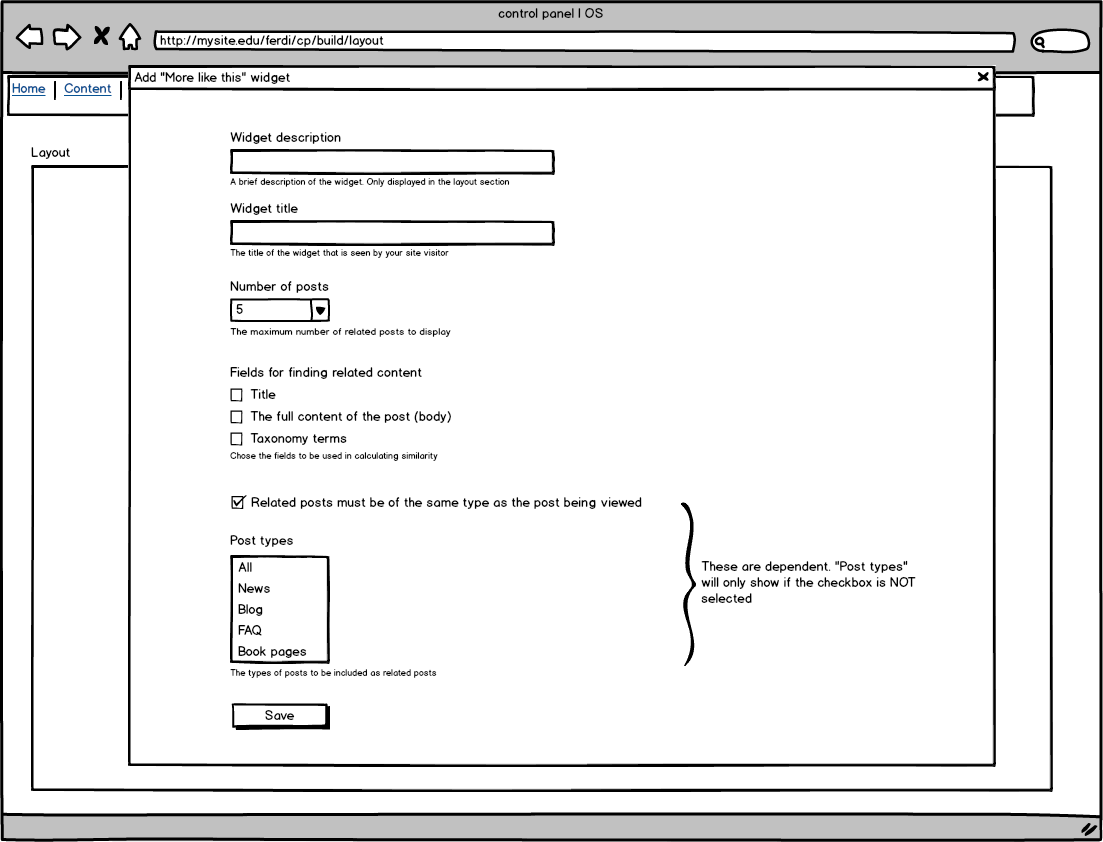 control panel | OS
http://mysite.edu/ferdi/cp/build/layout
Add "More like this" widget
Home | Content |
Layout
Widget description
A brief description of the widget. Only displayed in the layout section
Widget title
The title of the widget that is seen by your site visitor
Number of posts
5
The maximum number of related posts to display
Fields for finding related content
Title
The full content of the post (body)
Taxonomy terms
Chose the fields to be used in calculating similarity
Related posts must be of the same type as the post being viewed
Post types
All
News
Blog
FAQ
Book pages
The types of posts to be included as related posts
These are dependent. "Post types"
will only show if the checkbox is NOT
selected
Save